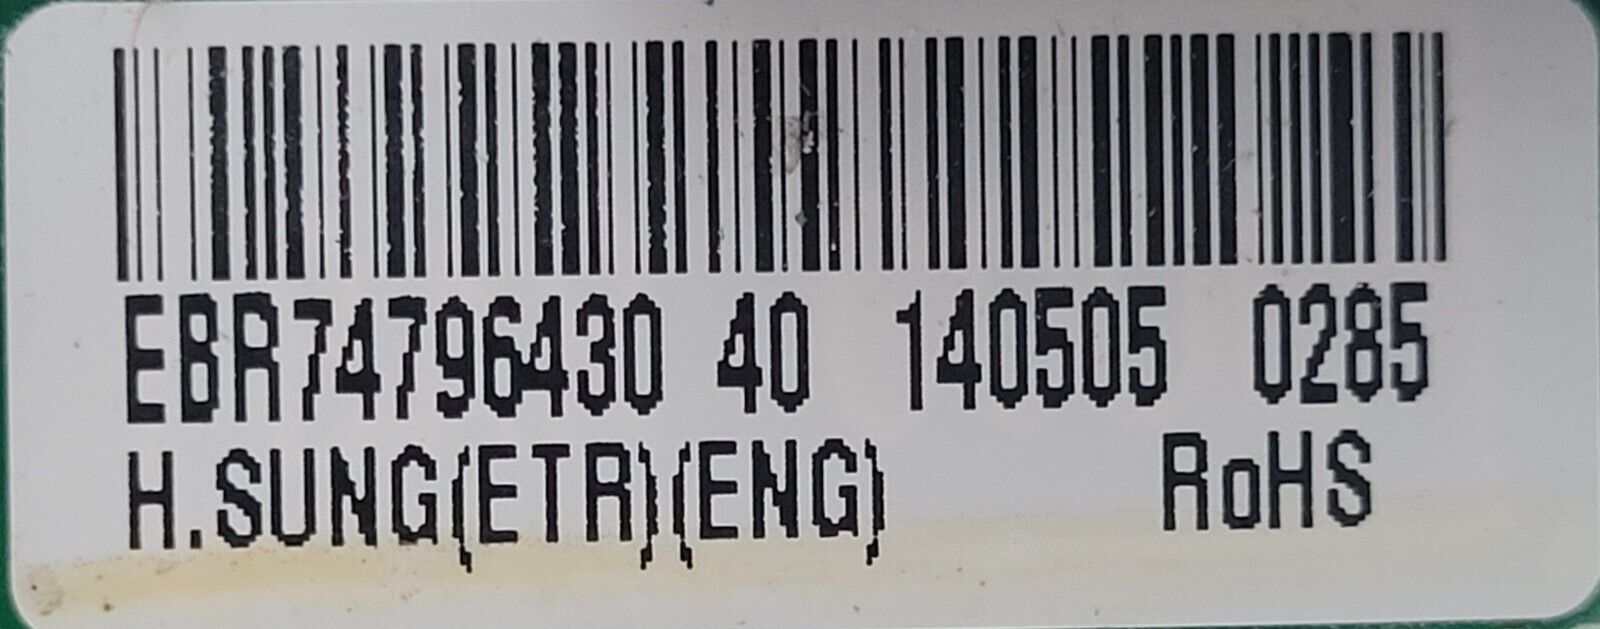 EBR74796430 40 140505 0285
H.SUNG(ETR)(ENG) RoHS